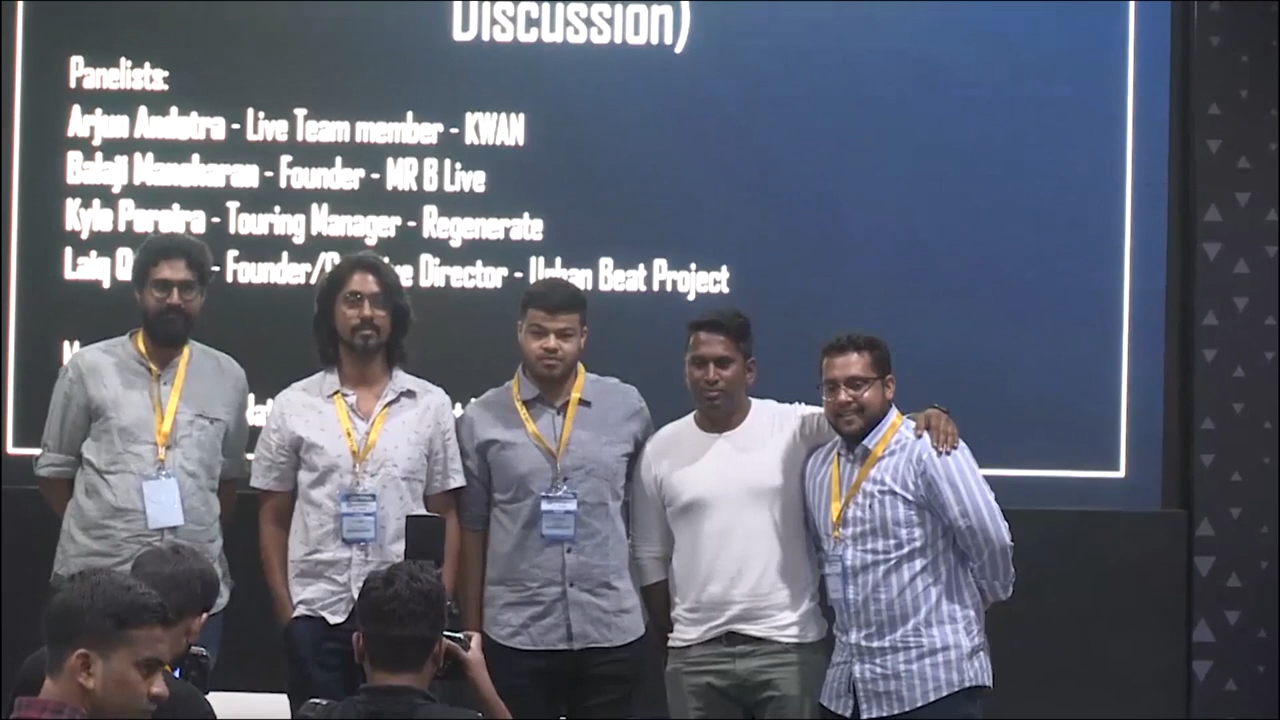 Discussion)
Panelists:
Arjun Andotra - Live Team member - KWAN
Balaji Manoharan - Founder - MR B Live
Kyle Pereira - Touring Manager - Regenerate
Laiq - Founder/ Director - Urban Beat Project